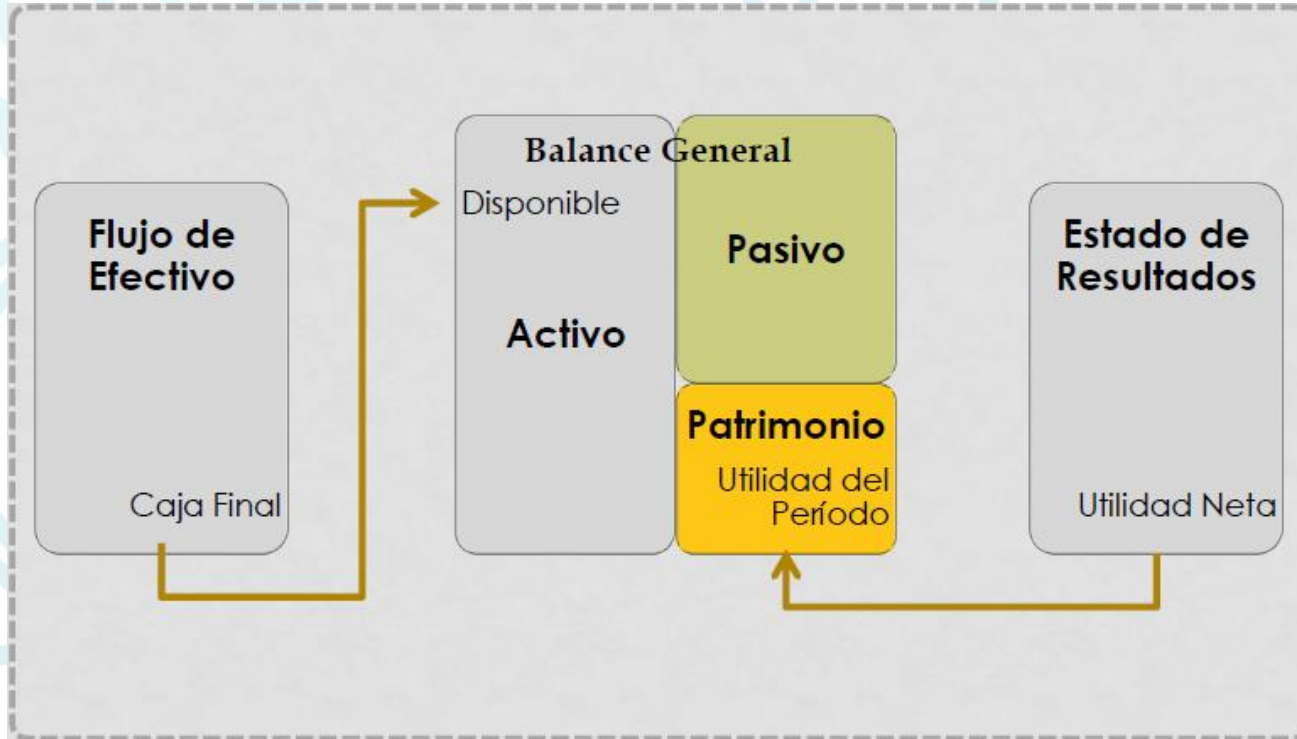 Balance General
Flujo de
Efectivo
Caja Final
Disponible
Activo
Pasivo
Patrimonio
Utilidad del
Período
Estado de
Resultados
Utilidad Neta